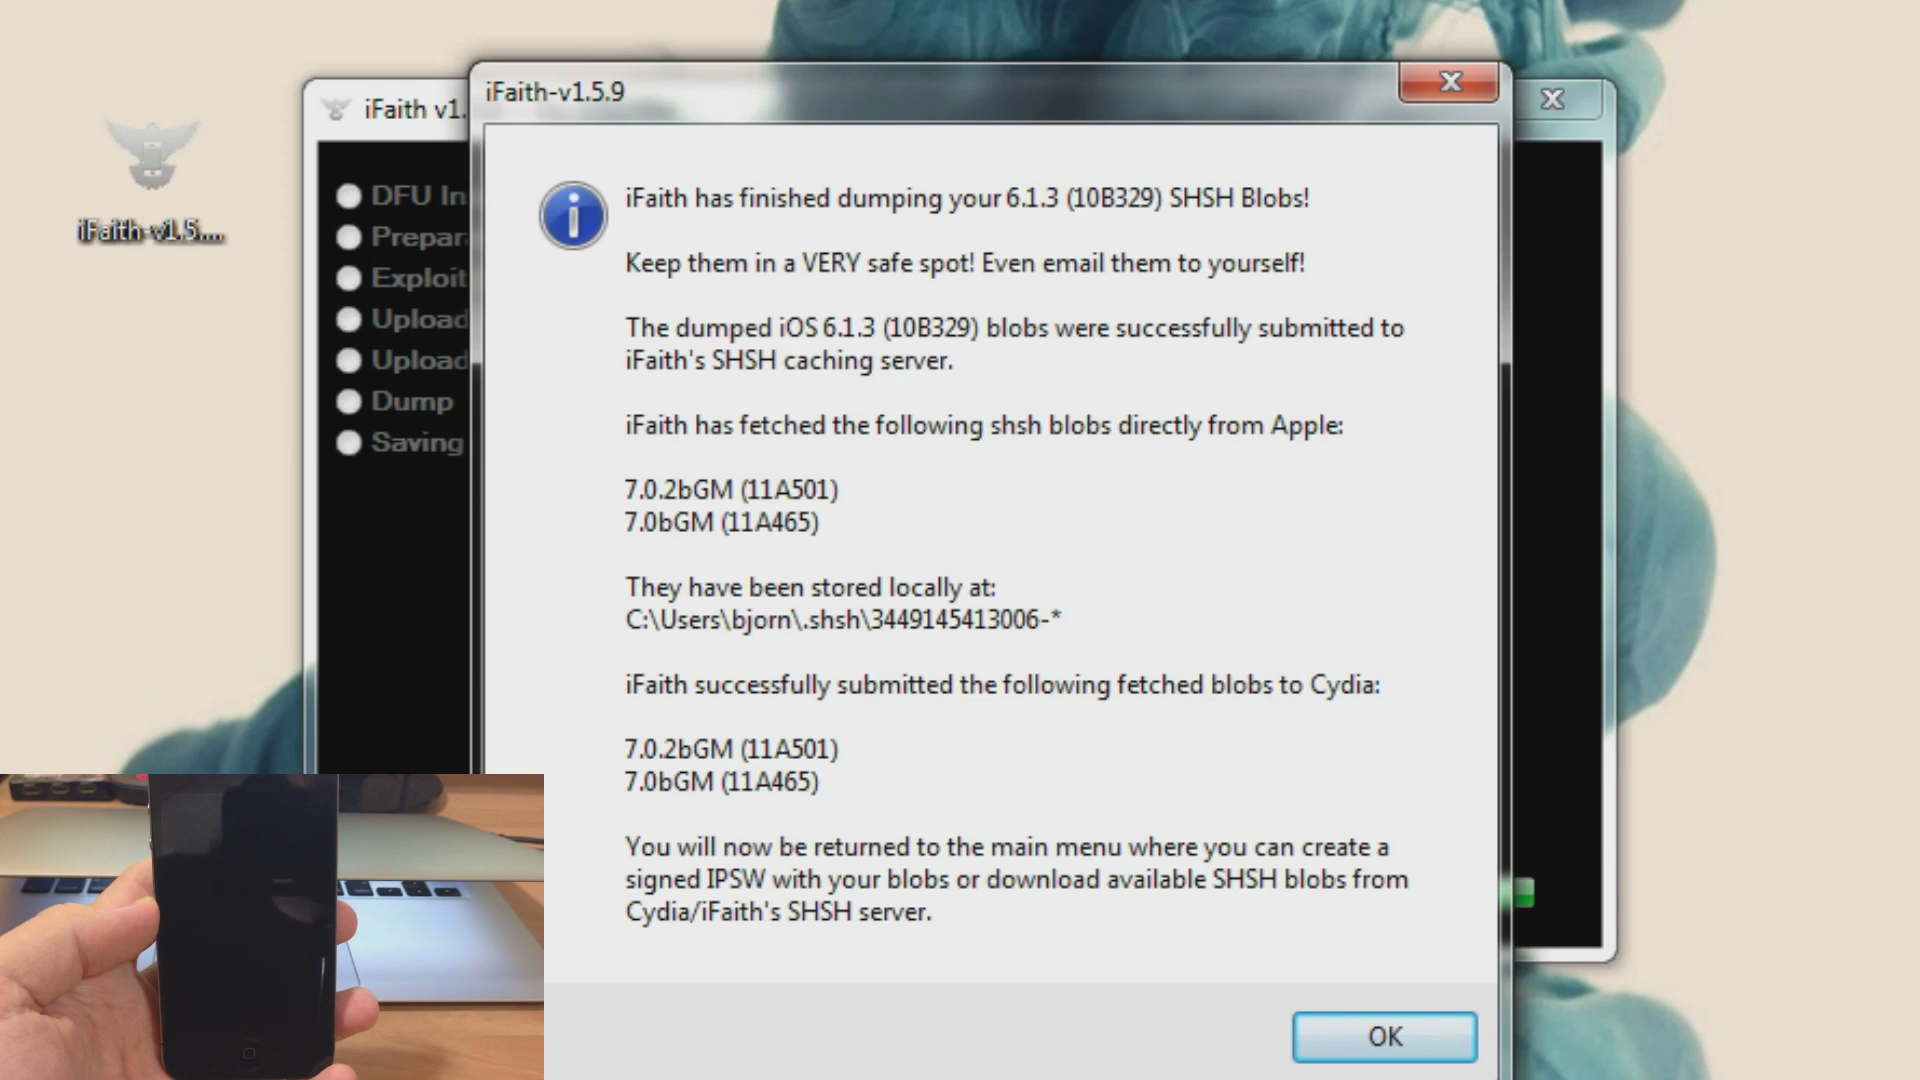 iFaith-v1.5.9
iFaith v1.
iFaith-v1.5....
DFU In
Prepar
Exploit
Upload
Upload
Dump
Saving
iFaith has finished dumping your 6.1.3 (10B329) SHSH Blobs!
Keep them in a VERY safe spot! Even email them to yourself!
The dumped iOS 6.1.3 (10B329) blobs were successfully submitted to
iFaith's SHSH caching server.
iFaith has fetched the following shsh blobs directly from Apple:
7.0.2bGM (11A501)
7.0bGM (11A465)
They have been stored locally at:
C:\Users\bjorn\.shsh\3449145413006-*
iFaith successfully submitted the following fetched blobs to Cydia:
7.0.2bGM (11A501)
7.0bGM (11A465)
You will now be returned to the main menu where you can create a
signed IPSW with your blobs or download available SHSH blobs from
Cydia/iFaith's SHSH server.
OK